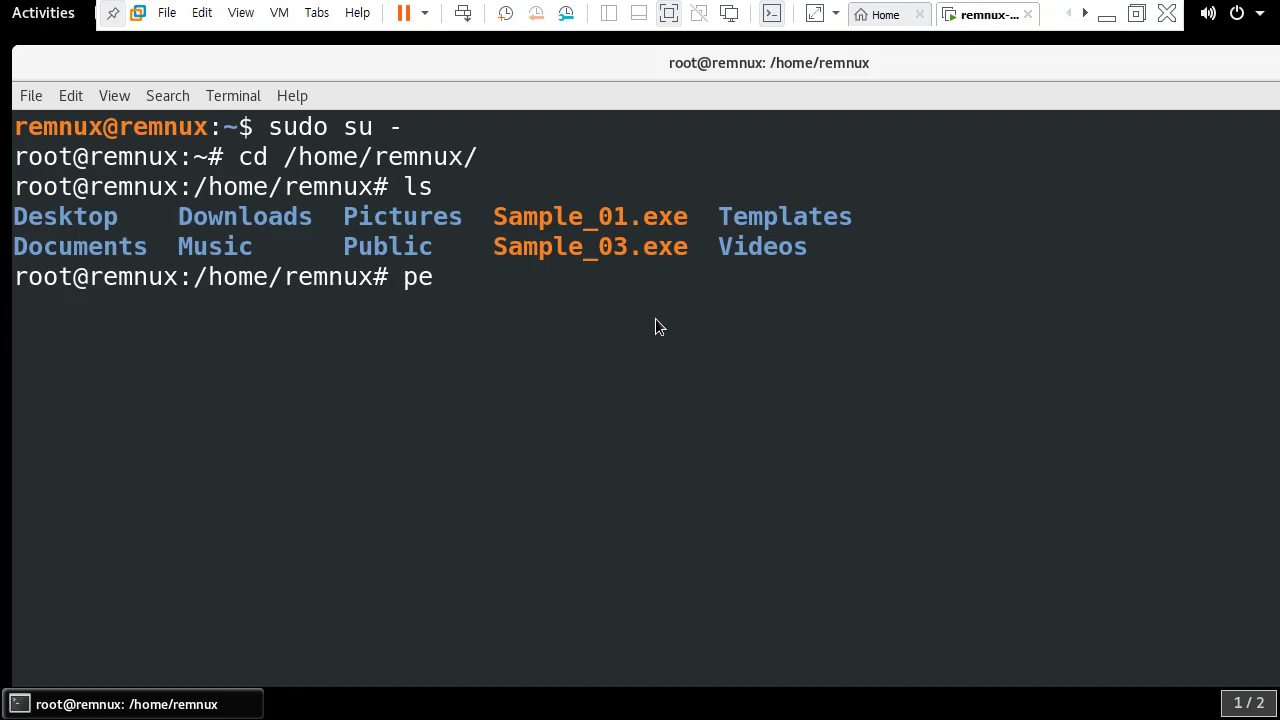 Activities File Edit View VM Tabs Help Home remnux-...
root@remnux: /home/remnux
File Edit View Search Terminal Help
remnux@remnux:~$ sudo su -
root@remnux:~# cd /home/remnux/
root@remnux:/home/remnux# ls
Desktop Downloads Pictures Sample_01.exe Templates
Documents Music Public Sample_03.exe Videos
root@remnux:/home/remnux# pe
root@remnux: /home/remnux 1 / 2